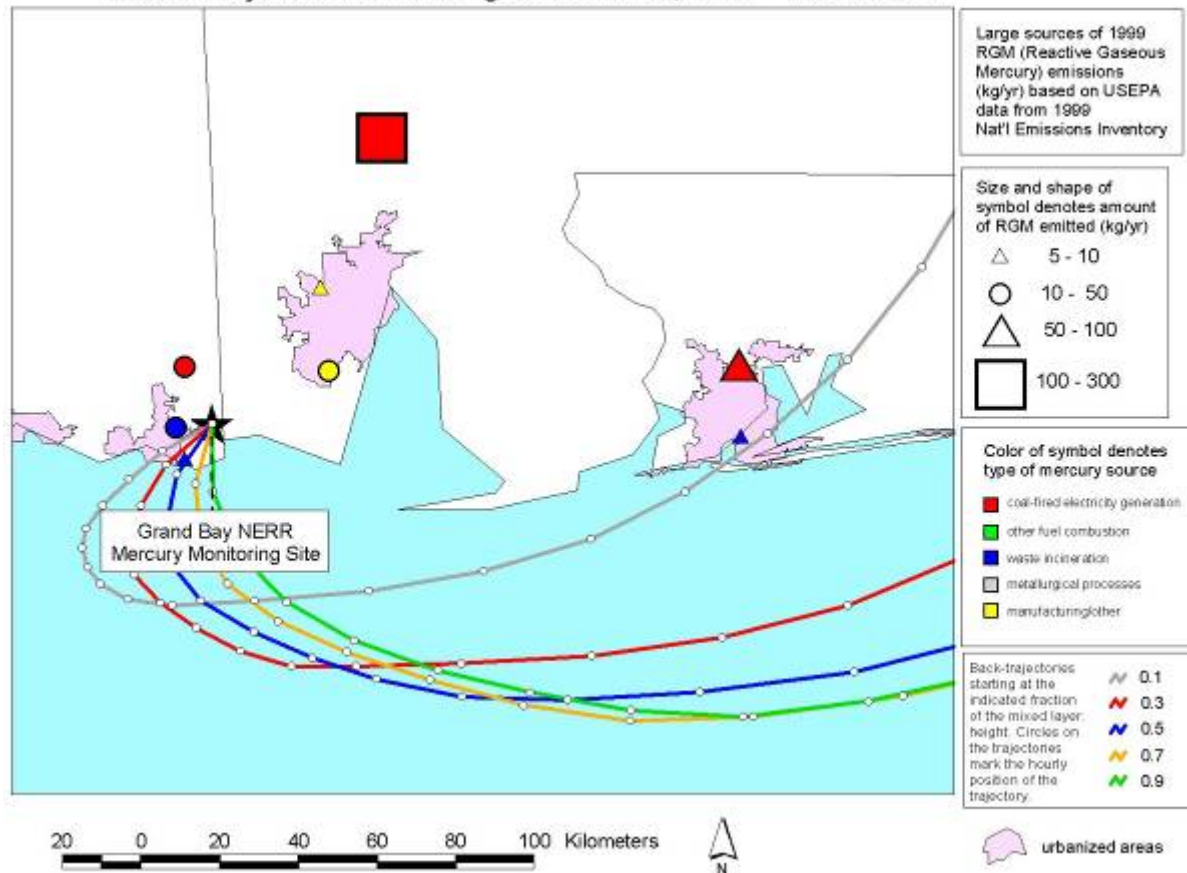 Large sources of 1999
RGM (Reactive Gaseous
Mercury) emissions
(kg/yr) based on USEPA
data from 1999
Nat'l Emissions Inventory
Size and shape of
symbol denotes amount
of RGM emitted (kg/yr)
5 - 10
10 - 50
50 - 100
100 - 300
Color of symbol denotes
type of mercury source
coal-fired electricity generation
other fuel combustion
waste incineration
metallurgical processes
manufacturing/other
Back-trajectories
starting at the
indicated fraction
of the mixed layer
height. Circles on
the trajectories
mark the hourly
position of the
trajectory.
0.1
0.3
0.5
0.7
0.9
urbanized areas
Grand Bay NERR
Mercury Monitoring Site
20 0 20 40 60 80 100 Kilometers
N